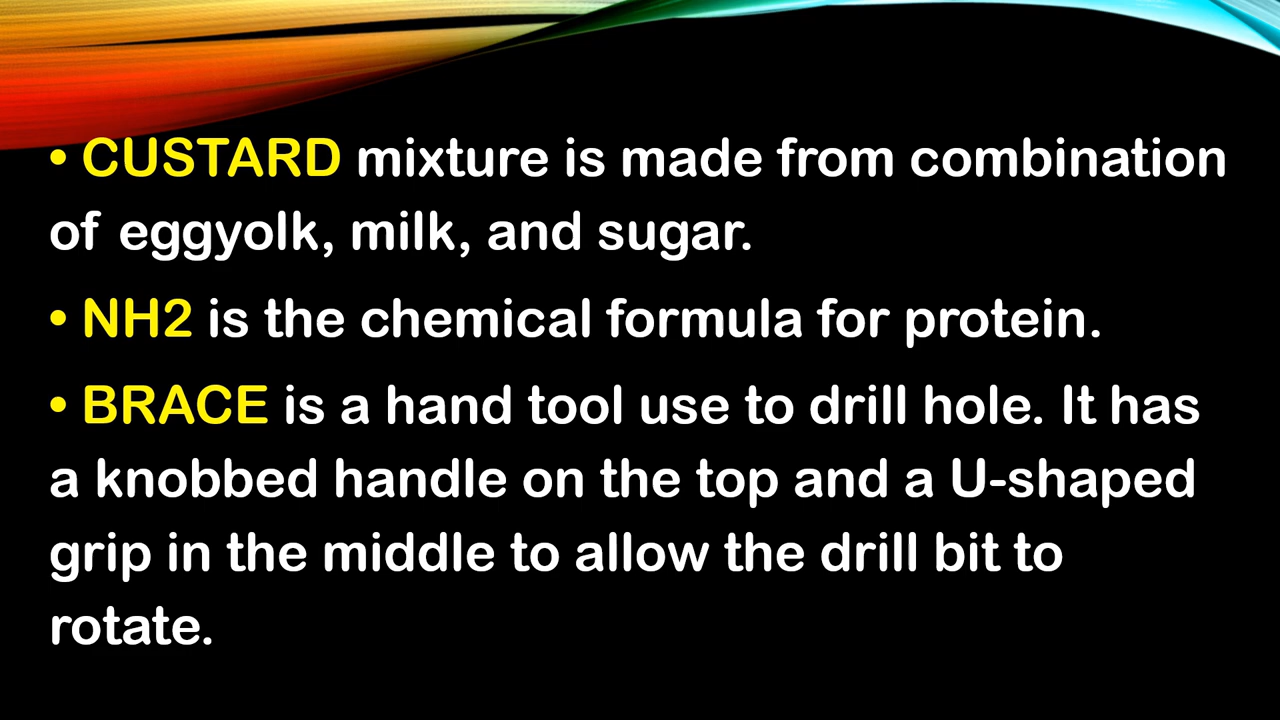 • CUSTARD mixture is made from combination
of eggyolk, milk, and sugar.
• NH2 is the chemical formula for protein.
• BRACE is a hand tool use to drill hole. It has
a knobbed handle on the top and a U-shaped
grip in the middle to allow the drill bit to
rotate.